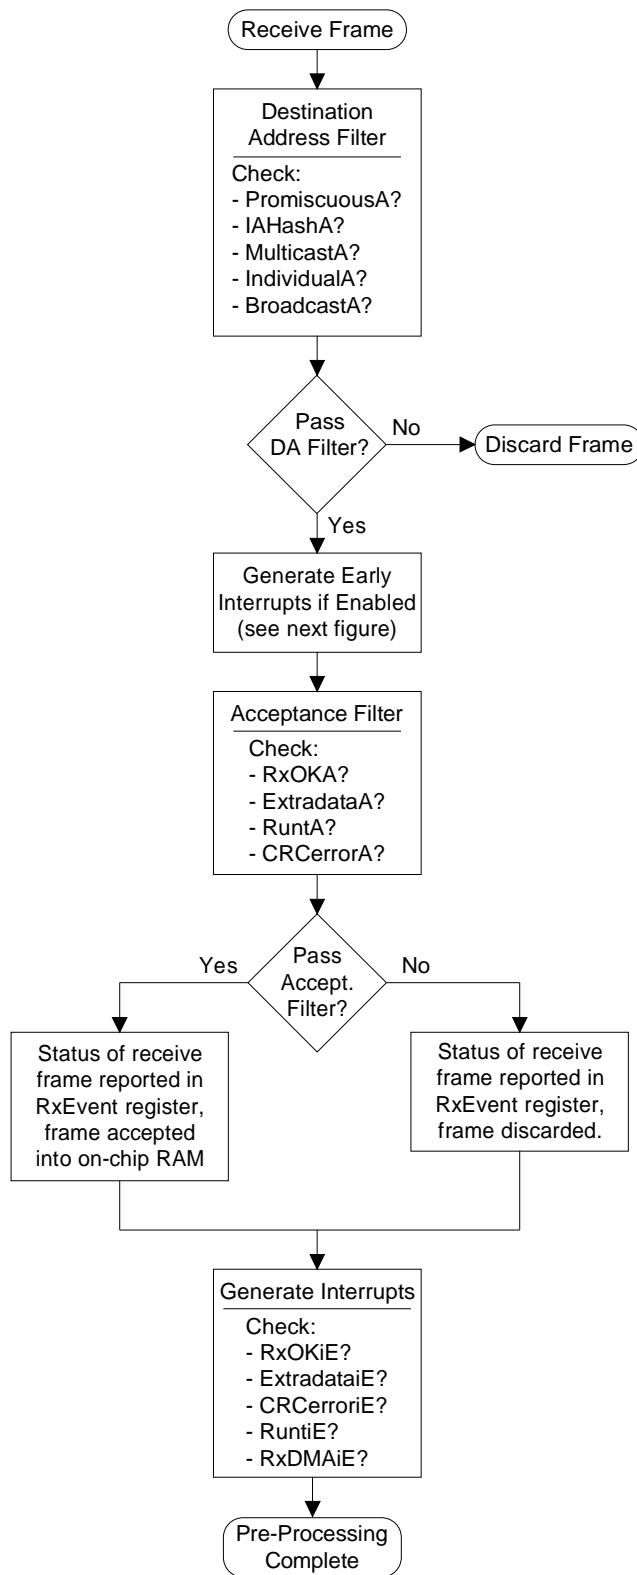 Receive Frame
Destination
Address Filter
Check:
- PromiscuousA?
- IAHashA?
- MulticastA?
- IndividualA?
- BroadcastA?
Pass
DA Filter?
No
Discard Frame
Yes
Generate Early
Interrupts if Enabled
(see next figure)
Acceptance Filter
Check:
- RxOKA?
- ExtradataA?
- RuntA?
- CRCerrorA?
Yes
Pass
Accept.
Filter?
No
Status of receive
frame reported in
RxEvent register,
frame accepted
into on-chip RAM
Status of receive
frame reported in
RxEvent register,
frame discarded.
Generate Interrupts
Check:
- RxOKiE?
- ExtradataiE?
- CRCerroriE?
- RuntiE?
- RxDMAiE?
Pre-Processing
Complete